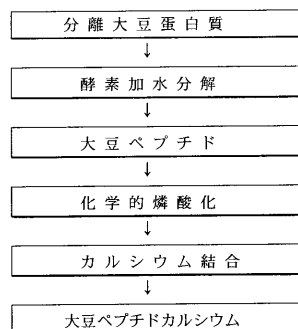 分離大豆蛋白質
↓
酵素加水分解
↓
大豆ペプチド
↓
化学的燐酸化
↓
カルシウム結合
↓
大豆ペプチドカルシウム